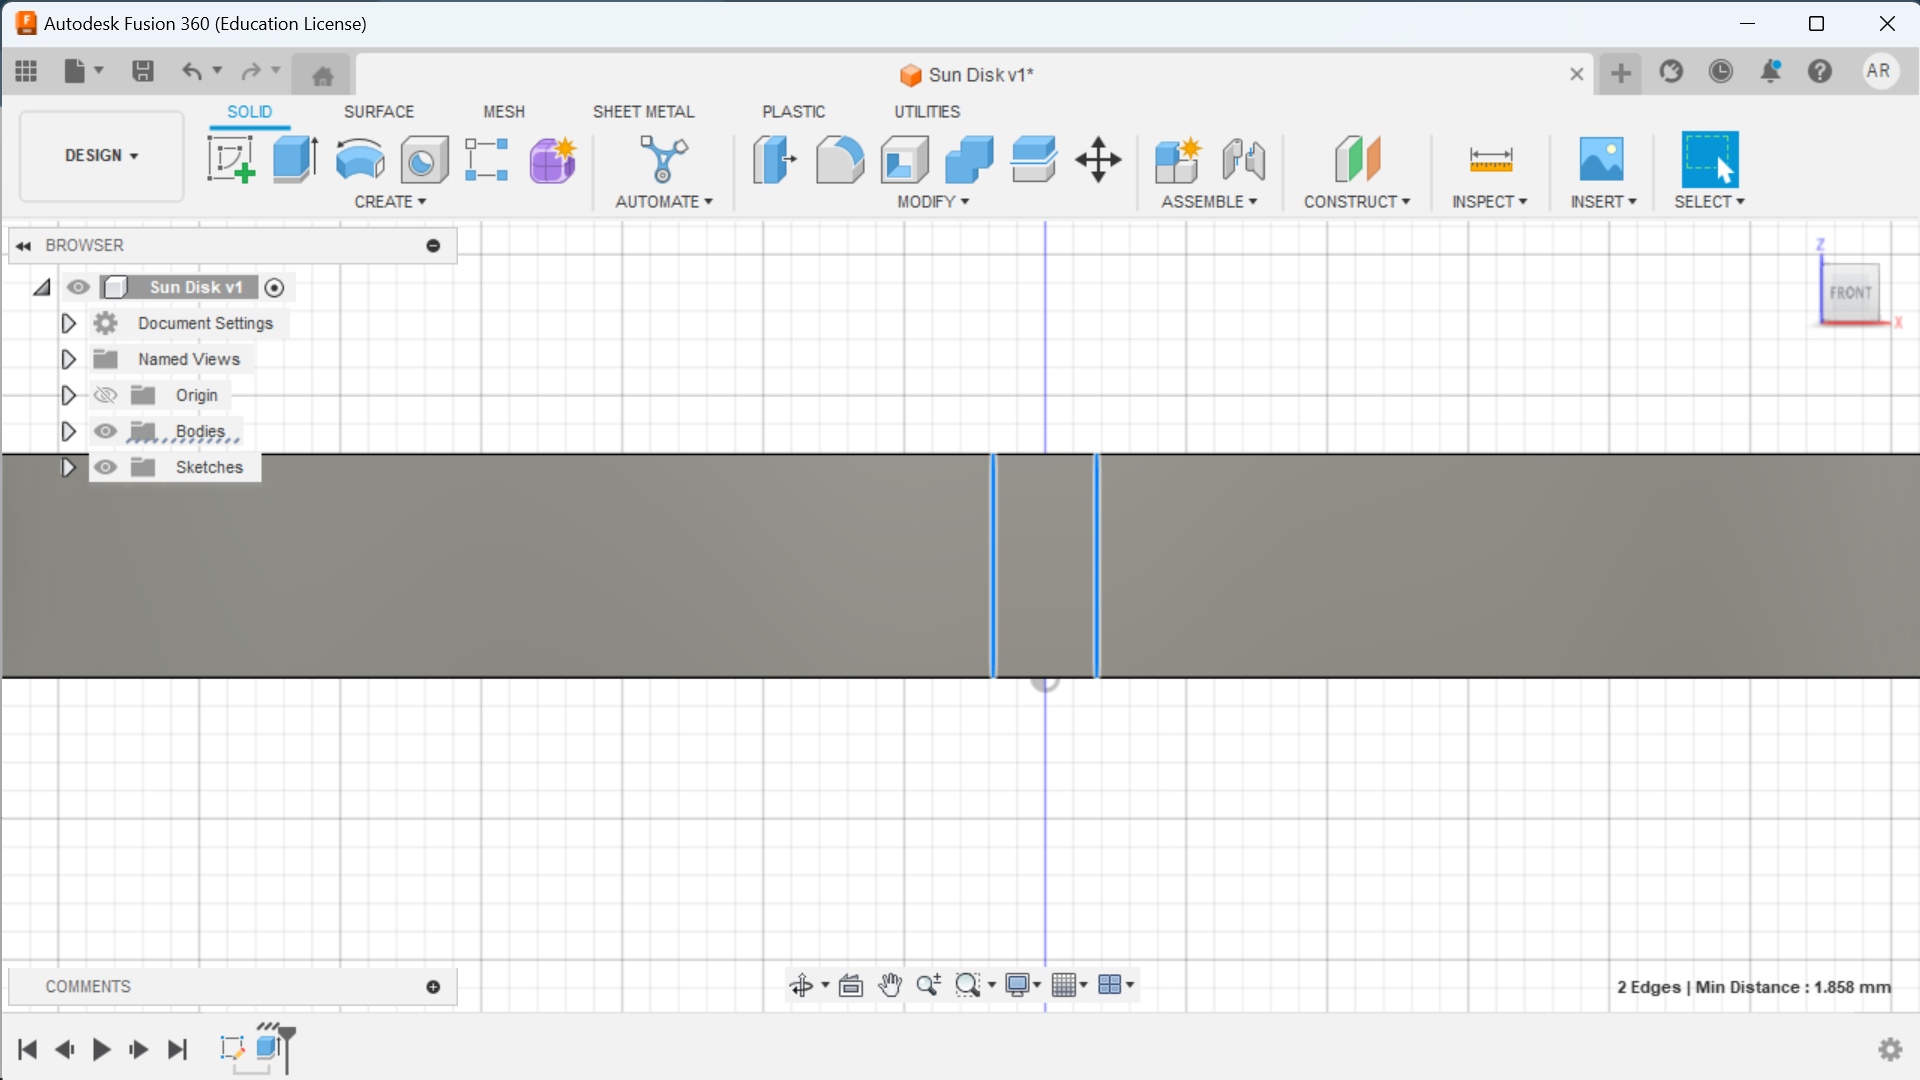 Autodesk Fusion 360 (Education License)
Sun Disk v1*
AR
DESIGN
SOLID
SURFACE
MESH
SHEET METAL
PLASTIC
UTILITIES
CREATE
AUTOMATE
MODIFY
ASSEMBLE
CONSTRUCT
INSPECT
INSERT
SELECT
BROWSER
Sun Disk v1
Document Settings
Named Views
Origin
Bodies
Sketches
Z
FRONT
X
COMMENTS
2 Edges | Min Distance : 1.858 mm